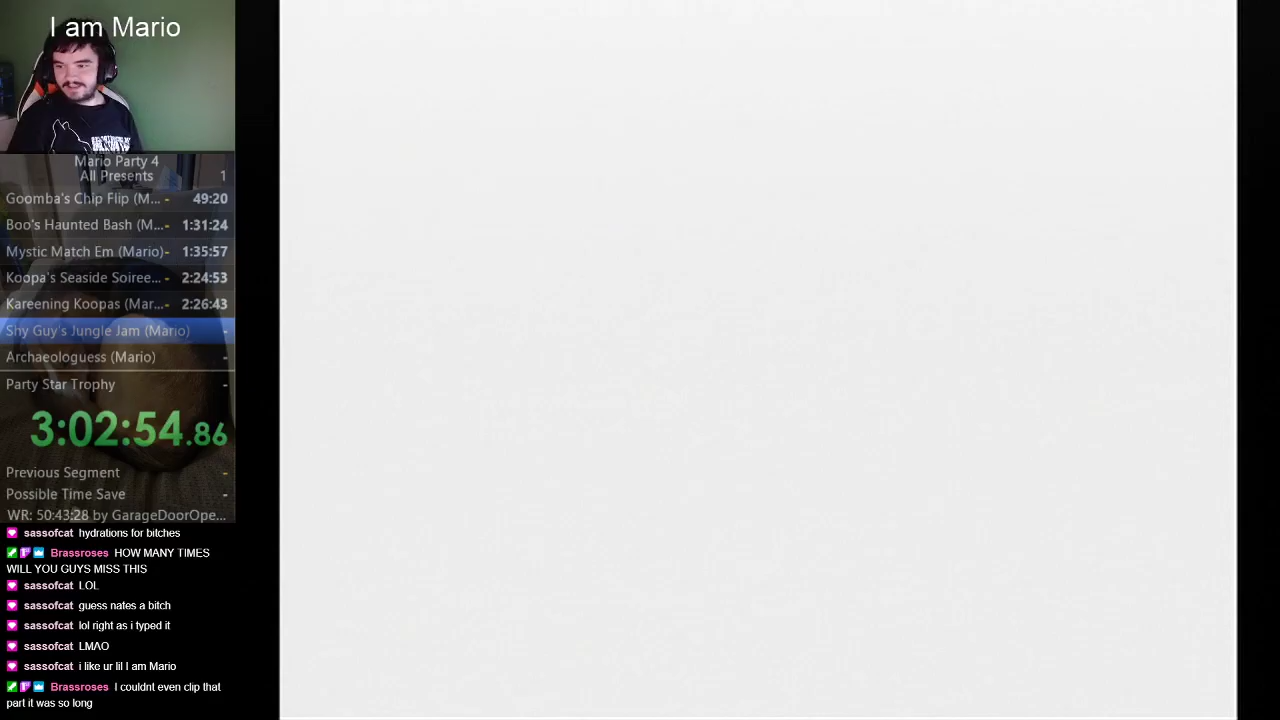 I am Mario
Mario Party 4
All Presents 1
Goomba's Chip Flip (M... - 49:20
Boo's Haunted Bash (M... - 1:31:24
Mystic Match Em (Mario) - 1:35:57
Koopa's Seaside Soiree... - 2:24:53
Kareening Koopas (Mar... - 2:26:43
Shy Guy's Jungle Jam (Mario) -
Archaeologuess (Mario) -
Party Star Trophy -
3:02:54.86
Previous Segment -
Possible Time Save -
WR: 50:43:28 by GarageDoorOpe...
sassofcat hydrations for bitches
Brassroses HOW MANY TIMES
WILL YOU GUYS MISS THIS
sassofcat LOL
sassofcat guess nates a bitch
sassofcat lol right as i typed it
sassofcat LMAO
sassofcat i like ur lil I am Mario
Brassroses I couldnt even clip that
part it was so long